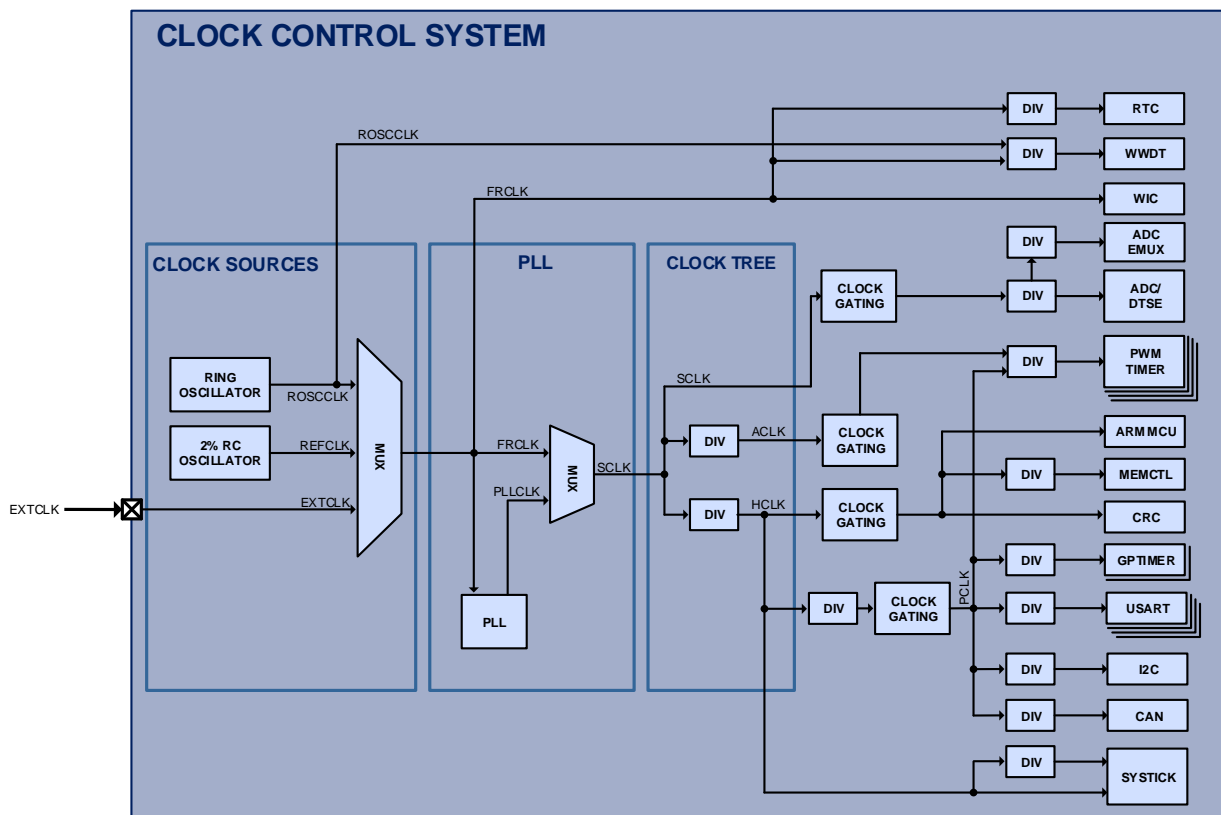 CLOCK CONTROL SYSTEM
DIV
RTC
ROSCCLK
DIV
WWDT
FRCLK
WIC
DIV
ADC
EMUX
CLOCK SOURCES
PLL
CLOCK TREE
CLOCK
GATING
DIV
ADC/
DTSE
RING
OSCILLATOR
ROSCCLK
SCLK
DIV
PWM
TIMER
2% RC
OSCILLATOR
REFCLK
MUX
FRCLK
MUX
SCLK
DIV
ACLK
CLOCK
GATING
ARM MCU
DIV
MEMCTL
EXTCLK
EXTCLK
PLLCLK
DIV
HCLK
CLOCK
GATING
CRC
DIV
GPTIMER
PLL
DIV
CLOCK
GATING
PCLK
DIV
USART
DIV
I2C
DIV
CAN
DIV
SYSTICK